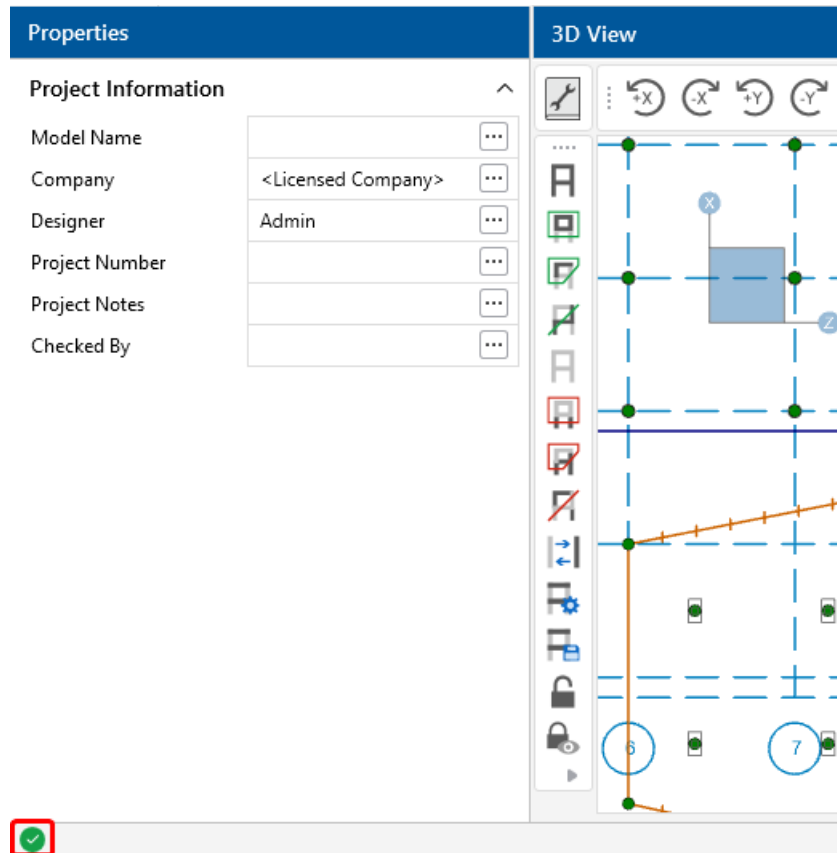 Properties
3D View
Project Information
+X -X +Y -Y
Model Name ...
Company <Licensed Company> ...
Designer Admin ...
Project Number ...
Project Notes ...
Checked By ...
X
Z
6 7